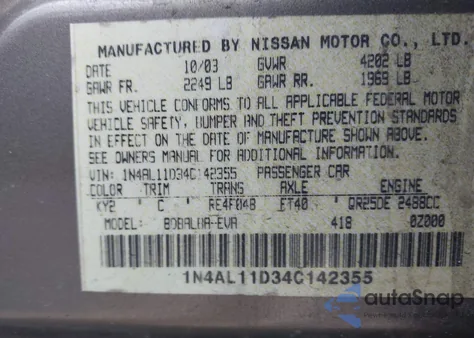 MANUFACTURED BY NISSAN MOTOR CO., LTD.
DATE 10/03 GVWR 4202 LB
GAWR FR. 2249 LB GAWR RR. 1969 LB
THIS VEHICLE CONFORMS TO ALL APPLICABLE FEDERAL MOTOR
VEHICLE SAFETY, BUMPER AND THEFT PREVENTION STANDARDS
IN EFFECT ON THE DATE OF MANUFACTURE SHOWN ABOVE.
SEE OWNERS MANUAL FOR ADDITIONAL INFORMATION.
VIN: 1N4AL11D34C142355 PASSENGER CAR
COLOR TRIM TRANS AXLE ENGINE
KY2 C RE4F04B FT40 QR25DE 2488CC
MODEL: BDBALHA-EVA 418 0Z000
1N4AL11D34C142355
autoSnap